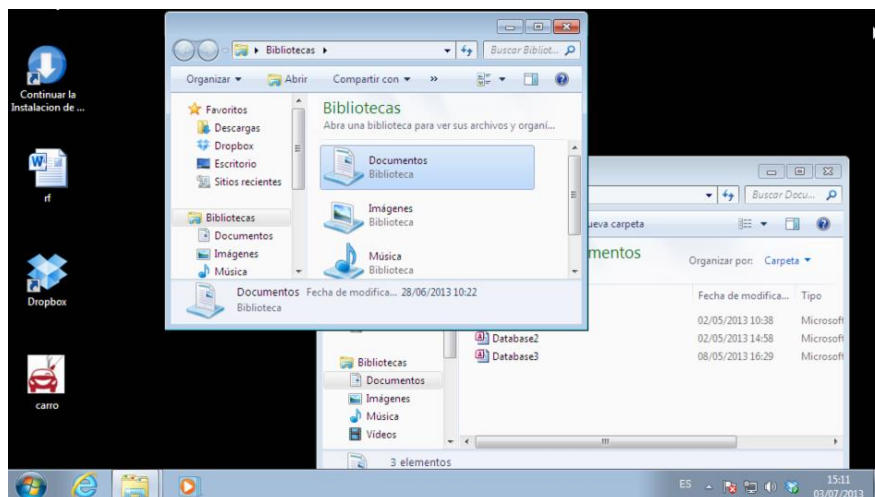 Continuar la
Instalacion de ...
rf
Dropbox
carro
Bibliotecas
Buscar Bibliot...
Organizar
Abrir
Compartir con
»
Favoritos
Descargas
Dropbox
Escritorio
Sitios recientes
Bibliotecas
Documentos
Imágenes
Música
Bibliotecas
Abra una biblioteca para ver sus archivos y organi...
Documentos
Biblioteca
Imágenes
Biblioteca
Música
Biblioteca
Documentos Fecha de modifica... 28/06/2013 10:22
Biblioteca
Buscar Docu...
ueva carpeta
mentos
Organizar por: Carpeta
Fecha de modifica... Tipo
02/05/2013 10:38 Microsoft
Database2 02/05/2013 14:58 Microsoft
Database3 08/05/2013 16:29 Microsoft
Bibliotecas
Documentos
Imágenes
Música
Vídeos
3 elementos
ES
15:11
03/07/2013